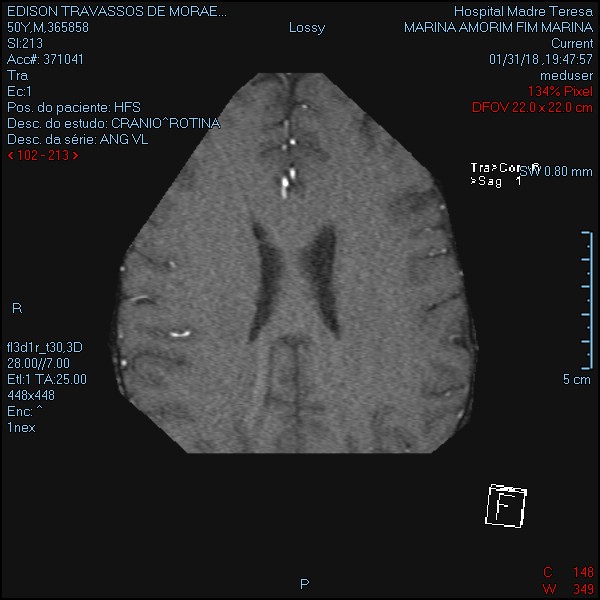 EDISON TRAVASSOS DE MORAE...
50Y,M,365858
Sl:213
Acc#: 371041
Tra
Ec:1
Pos. do paciente: HFS
Desc. do estudo: CRANIO^ROTINA
Desc. da série: ANG VL
< 102 - 213 >
Lossy
Hospital Madre Teresa
MARINA AMORIM FIM MARINA
Current
01/31/18 ,19:47:57
meduser
134% Pixel
DFOV 22.0 x 22.0 cm
Tra>Cor
SW 0.80 mm
>Sag 1
R
fl3d1r_t30,3D
28.00//7.00
Etl:1 TA:25.00
448x448
Enc: ^
1nex
5 cm
F
P
C 148
W 349